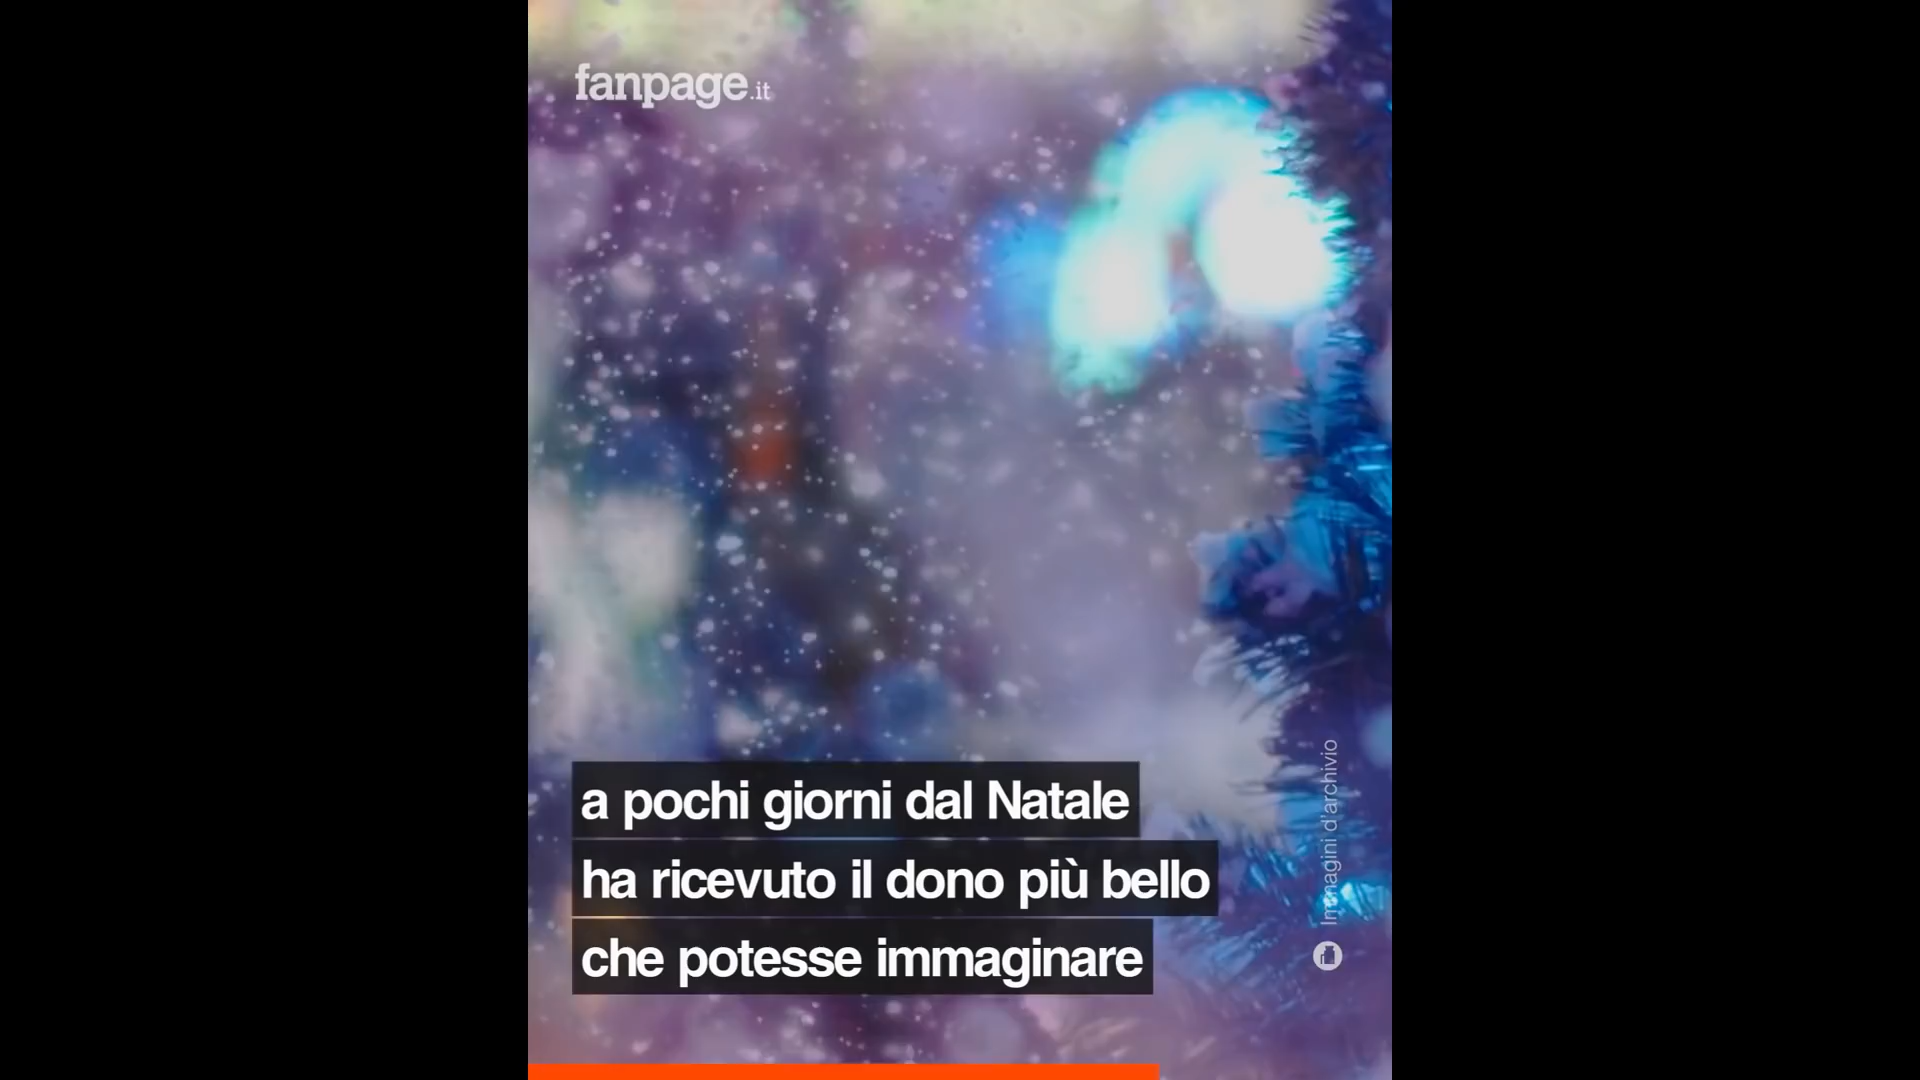 fanpage.it
a pochi giorni dal Natale
ha ricevuto il dono più bello
che potesse immaginare
Immagini d'archivio